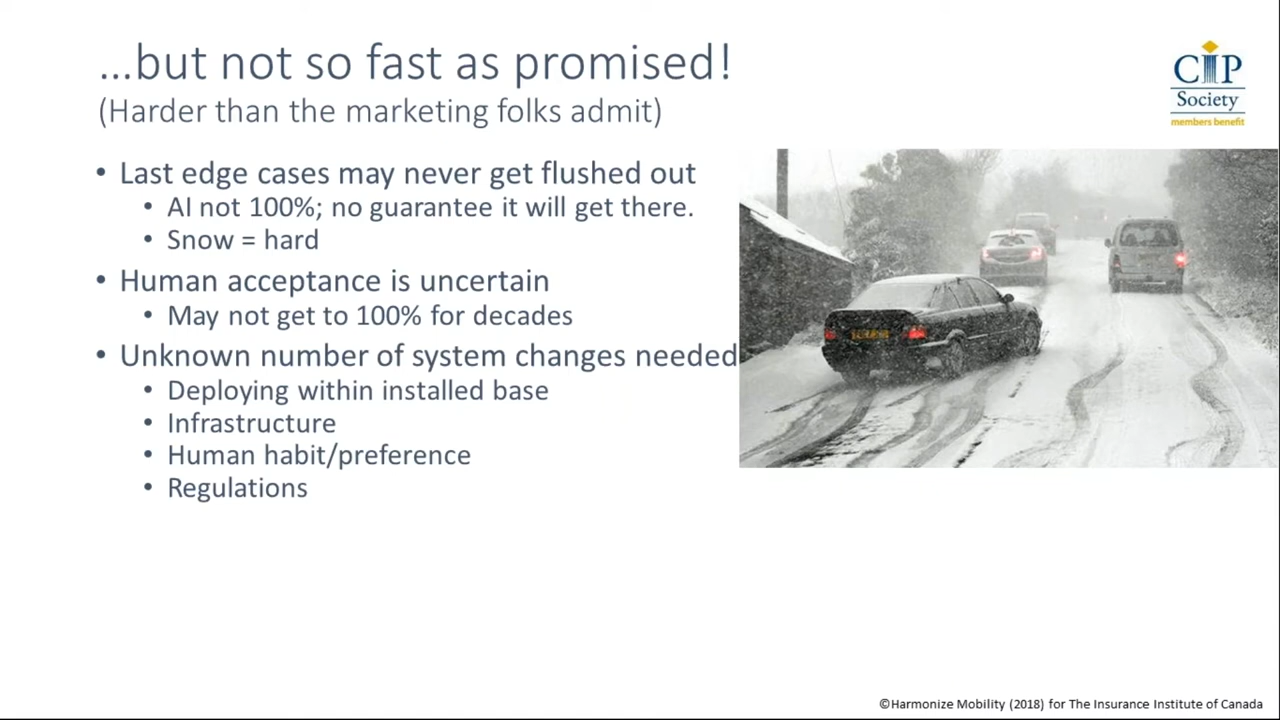 ...but not so fast as promised!
(Harder than the marketing folks admit)
CIP
Society
members benefit
• Last edge cases may never get flushed out
• AI not 100%; no guarantee it will get there.
• Snow = hard
• Human acceptance is uncertain
• May not get to 100% for decades
• Unknown number of system changes needed
• Deploying within installed base
• Infrastructure
• Human habit/preference
• Regulations
©Harmonize Mobility (2018) for The Insurance Institute of Canada